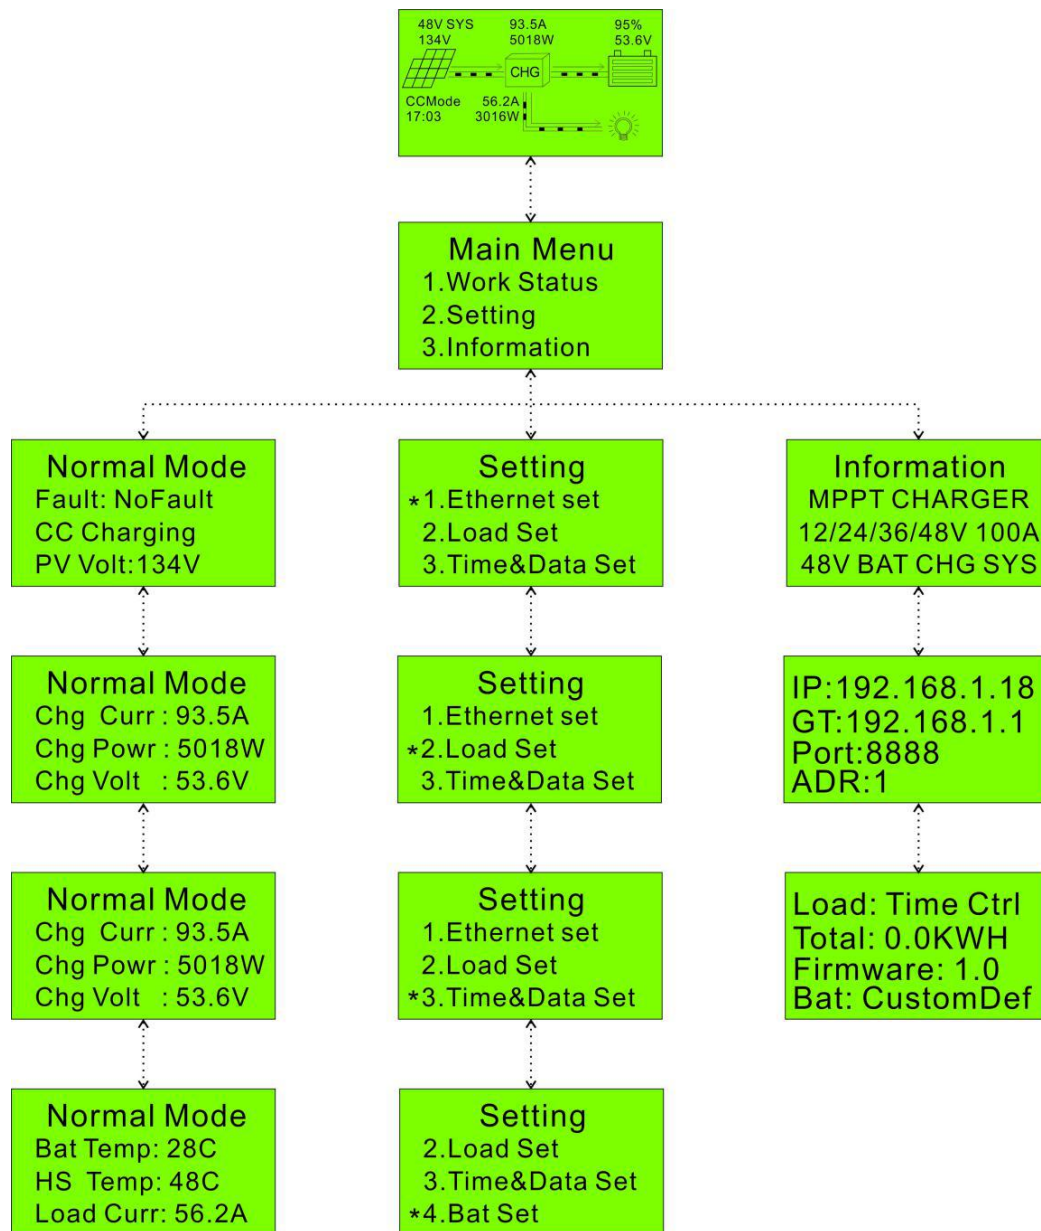 48V SYS 93.5A 95%
134V 5018W 53.6V
CHG
CCMode 56.2A
17:03 3016W
Main Menu
1.Work Status
2.Setting
3.Information
Normal Mode
Fault: NoFault
CC Charging
PV Volt:134V
Setting
*1.Ethernet set
2.Load Set
3.Time&Data Set
Information
MPPT CHARGER
12/24/36/48V 100A
48V BAT CHG SYS
Normal Mode
Chg Curr : 93.5A
Chg Powr : 5018W
Chg Volt : 53.6V
Setting
1.Ethernet set
*2.Load Set
3.Time&Data Set
IP:192.168.1.18
GT:192.168.1.1
Port:8888
ADR:1
Normal Mode
Chg Curr : 93.5A
Chg Powr : 5018W
Chg Volt : 53.6V
Setting
1.Ethernet set
2.Load Set
*3.Time&Data Set
Load: Time Ctrl
Total: 0.0KWH
Firmware: 1.0
Bat: CustomDef
Normal Mode
Bat Temp: 28C
HS Temp: 48C
Load Curr: 56.2A
Setting
2.Load Set
3.Time&Data Set
*4.Bat Set